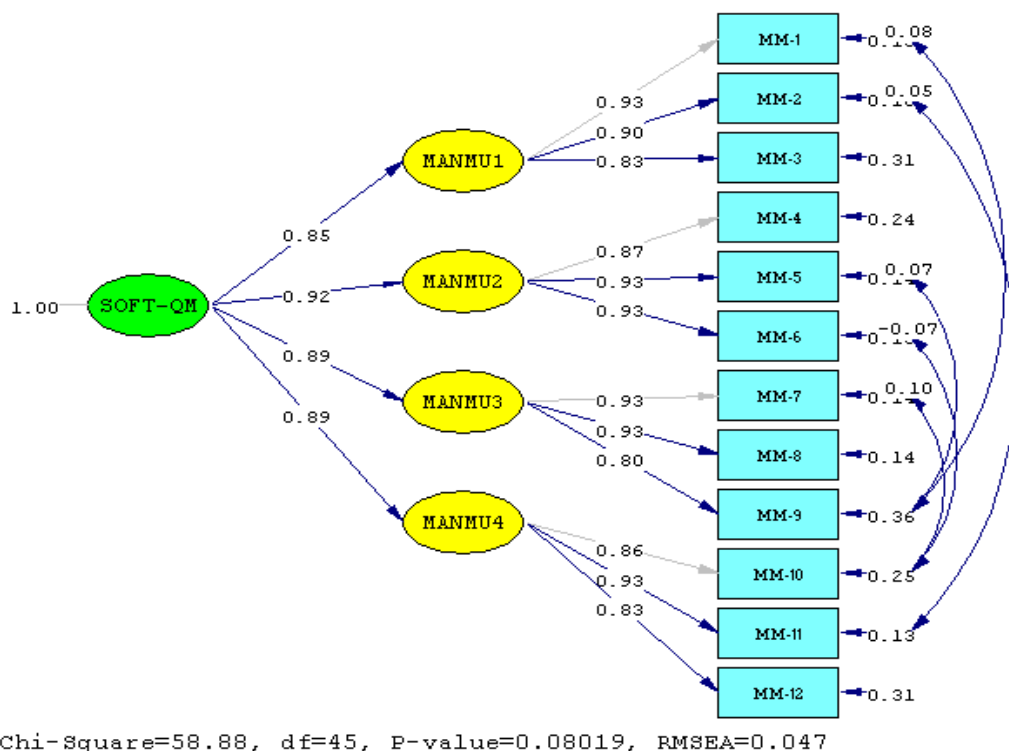 MM-1
0.08
MM-2
0.05
MM-3
0.31
MM-4
0.24
MM-5
0.07
MM-6
-0.07
MM-7
0.10
MM-8
0.14
MM-9
0.36
MM-10
0.25
MM-11
0.13
MM-12
0.31
0.93
0.90
0.83
0.87
0.93
0.93
0.93
0.93
0.80
0.86
0.93
0.83
MANMU1
MANMU2
MANMU3
MANMU4
0.85
0.92
0.89
0.89
1.00
SOFT-QM
Chi-Square=58.88, df=45, P-value=0.08019, RMSEA=0.047